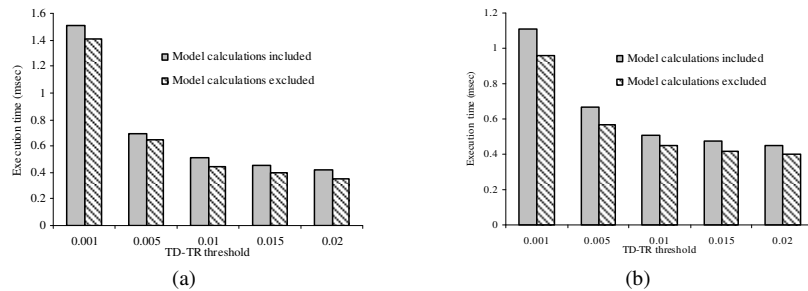 1.6
1.4
1.2
1
0.8
0.6
0.4
0.2
0
Execution time (msec)
Model calculations included
Model calculations excluded
0.001 0.005 0.01 0.015 0.02
TD-TR threshold
(a)
1.2
1
0.8
0.6
0.4
0.2
0
Execution time (msec)
Model calculations included
Model calculations excluded
0.001 0.005 0.01 0.015 0.02
TD-TR threshold
(b)